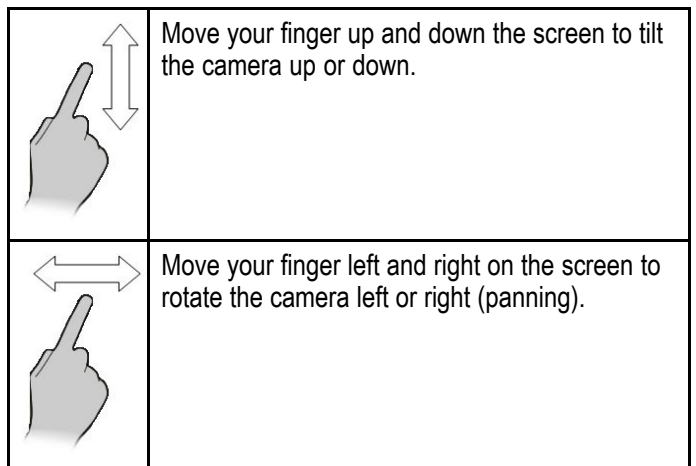 Move your finger up and down the screen to tilt
the camera up or down.
Move your finger left and right on the screen to
rotate the camera left or right (panning).